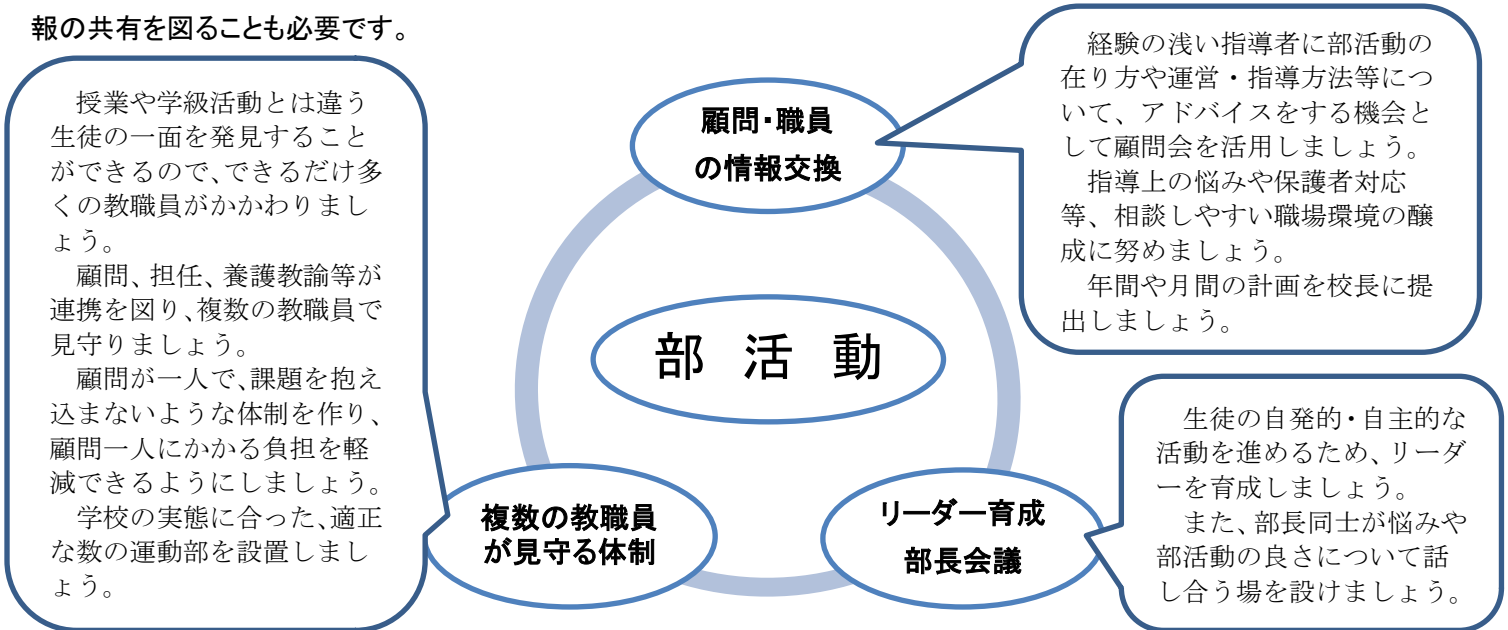 報の共有を図ることも必要です。
授業や学級活動とは違う
生徒の一面を発見すること
ができるので、できるだけ多
くの教職員がかかわりまし
ょう。
顧問、担任、養護教諭等が
連携を図り、複数の教職員で
見守りましょう。
顧問が一人で、課題を抱え
込まないような体制を作り、
顧問一人にかかる負担を軽
減できるようにしましょう。
学校の実態に合った、適正
な数の運動部を設置しまし
ょう。
顧問・職員
の情報交換
経験の浅い指導者に部活動の
在り方や運営・指導方法等につ
いて、アドバイスをする機会と
して顧問会を活用しましょう。
指導上の悩みや保護者対応
等、相談しやすい職場環境の醸
成に努めましょう。
年間や月間の計画を校長に提
出しましょう。
部 活 動
複数の教職員
が見守る体制
リーダー育成
部長会議
生徒の自発的・自主的な
活動を進めるため、リーダ
ーを育成しましょう。
また、部長同士が悩みや
部活動の良さについて話
し合う場を設けましょう。